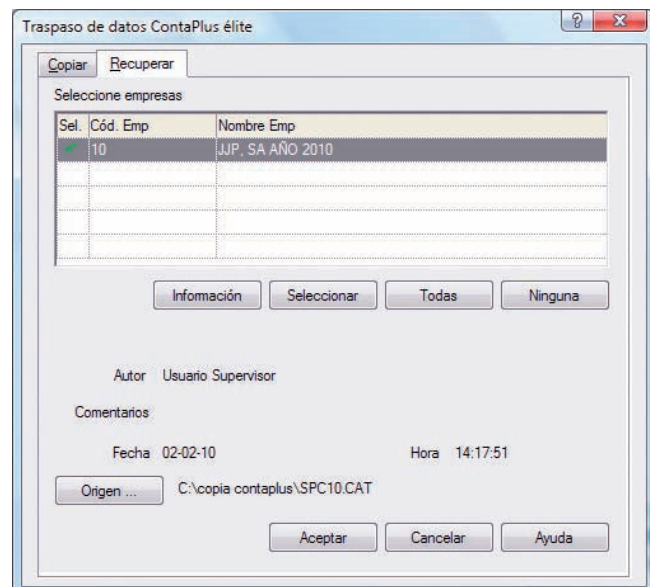 Traspaso de datos ContaPlus élite
Copiar Recuperar
Seleccione empresas
Sel. Cód. Emp Nombre Emp
10 JJP, SA AÑO 2010
Información Seleccionar Todas Ninguna
Autor Usuario Supervisor
Comentarios
Fecha 02-02-10 Hora 14:17:51
Origen ... C:\copia contaplus\SPC10.CAT
Aceptar Cancelar Ayuda